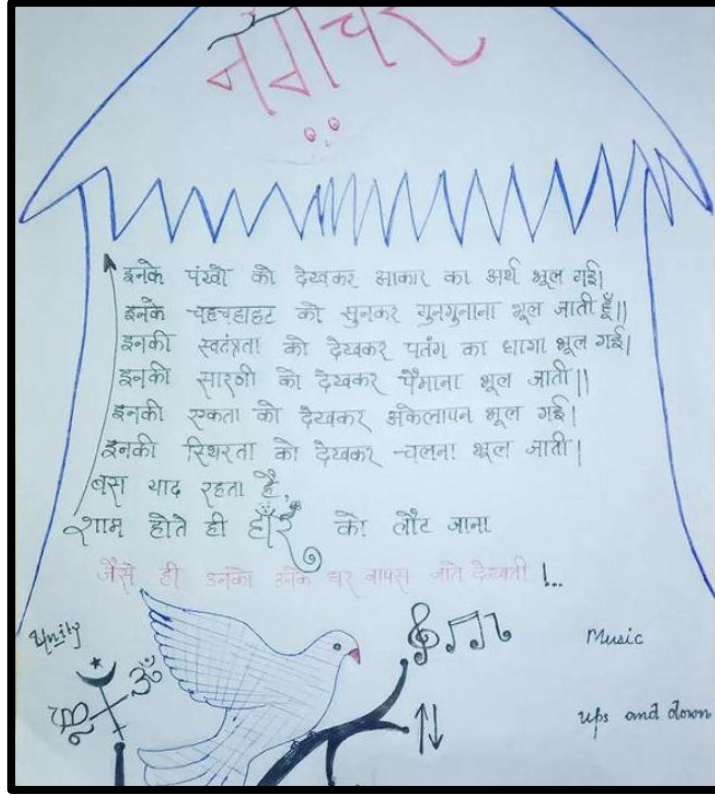 नभचर
इनके पंखो को देखकर आकार का अर्थ भूल गई।
इनके चहचहाहट को सुनकर गुनगुनाना भूल जाती हूँ॥
इनकी स्वतंत्रता को देखकर पतंग का धागा भूल गई।
इनकी सारणी को देखकर पैमाना भूल जाती॥
इनकी एकता को देखकर अकेलापन भूल गई।
इनकी स्थिरता को देखकर चलना भूल जाती।
बस याद रहता है,
शाम होते ही को लौट जाना
जैसे ही उनको उनके घर वापस जाते देखती !...
Unity
Music
ॐ
ups and down